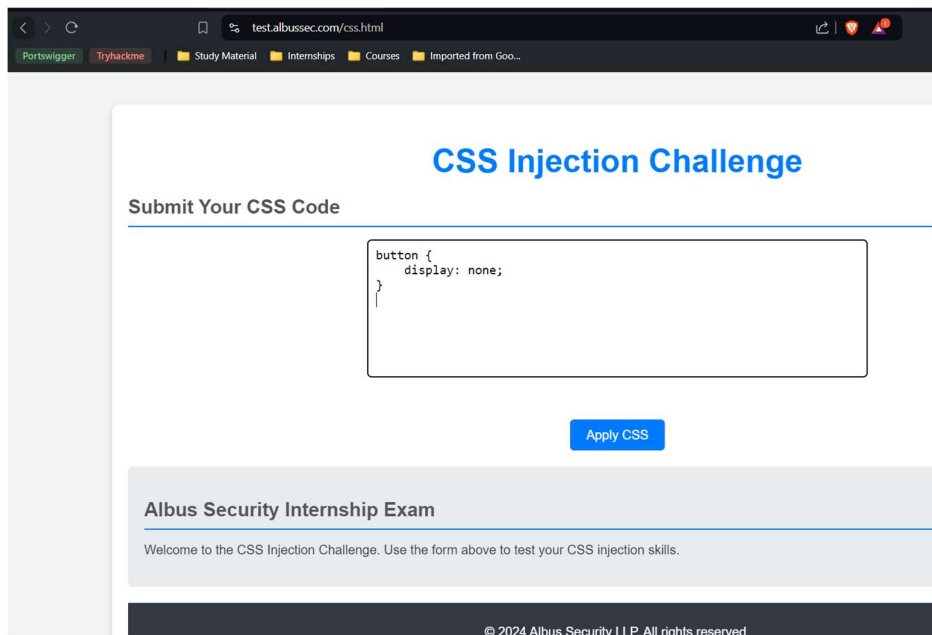 test.albussec.com/css.html
Portswigger Tryhackme Study Material Internships Courses Imported from Goo...
CSS Injection Challenge
Submit Your CSS Code
button {
    display: none;
}
Apply CSS
Albus Security Internship Exam
Welcome to the CSS Injection Challenge. Use the form above to test your CSS injection skills.
© 2024 Albus Security LLP. All rights reserved